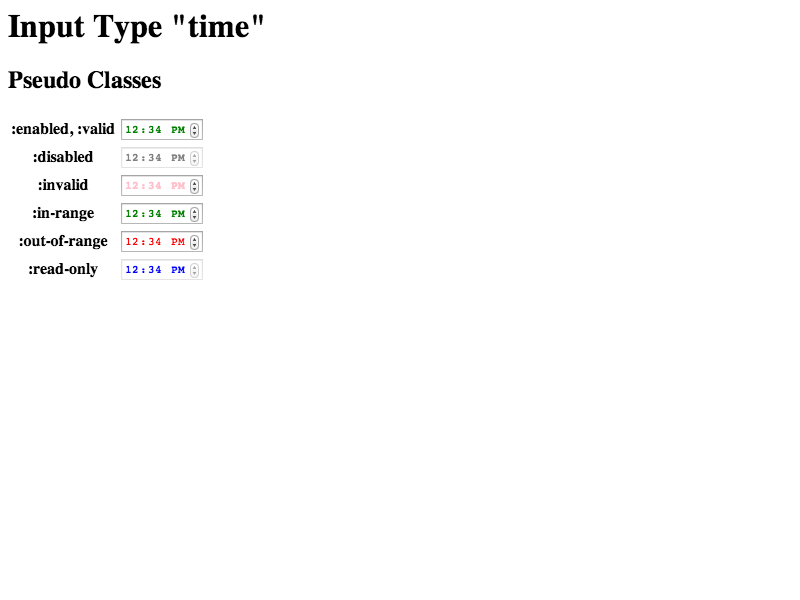 Input Type "time"
Pseudo Classes
:enabled, :valid 12:34 PM
:disabled 12:34 PM
:invalid 12:34 PM
:in-range 12:34 PM
:out-of-range 12:34 PM
:read-only 12:34 PM